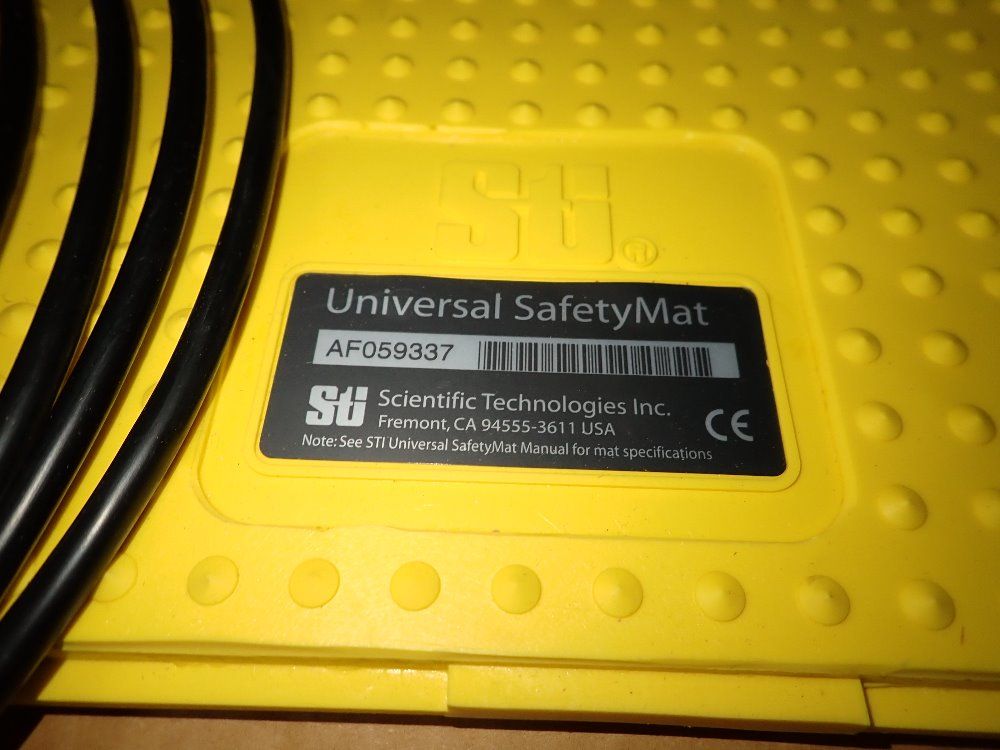 Sti®
Universal SafetyMat
AF059337
Sti Scientific Technologies Inc.
Fremont, CA 94555-3611 USA
CE
Note: See STI Universal SafetyMat Manual for mat specifications